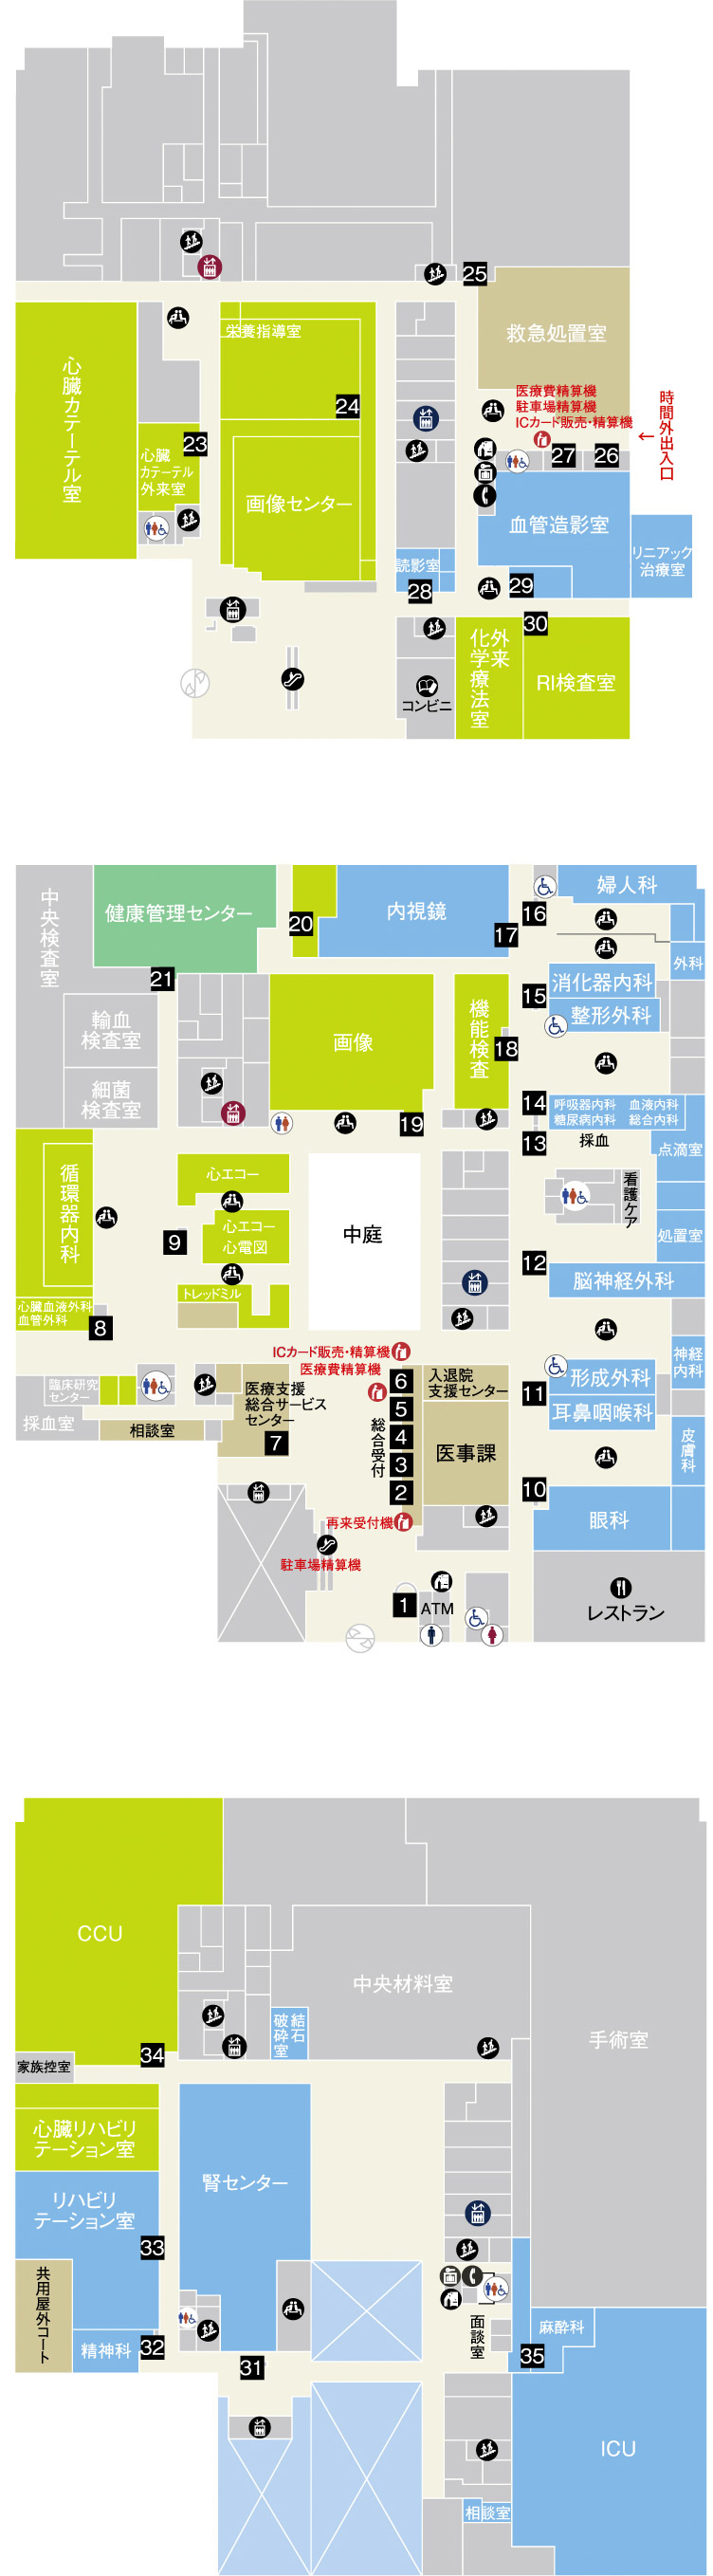 25
栄養指導室
救急処置室
心臓カテーテル室
24
医療費精算機
駐車場精算機
ICカード販売・精算機
時間外出入口
←
23
心臓
カテーテル
外来室
27
26
画像センター
血管造影室
読影室
28
29
リニアック
治療室
30
外来
化学療法室
RI検査室
コンビニ
中央検査室
健康管理センター
20
内視鏡
17
16
婦人科
21
外科
輸血
検査室
画像
機能検査
18
15
消化器内科
整形外科
細菌
検査室
19
14
呼吸器内科 血液内科
糖尿病内科 総合内科
13
採血
点滴室
循環器内科
心エコー
中庭
看護ケア
9
心エコー
心電図
処置室
12
脳神経外科
トレッドミル
心臓血液外科
血管外科
8
ICカード販売・精算機
医療費精算機
神経内科
臨床研究
センター
採血室
相談室
医療支援
総合サービス
センター
7
総合受付
6
5
4
3
2
入退院
支援センター
医事課
11
形成外科
耳鼻咽喉科
皮膚科
10
眼科
再来受付機
駐車場精算機
1
ATM
レストラン
CCU
中央材料室
手術室
結石
破砕室
34
家族控室
心臓リハビリ
テーション室
腎センター
リハビリ
テーション室
33
共用屋外コート
32
精神科
31
面談室
麻酔科
35
ICU
相談室